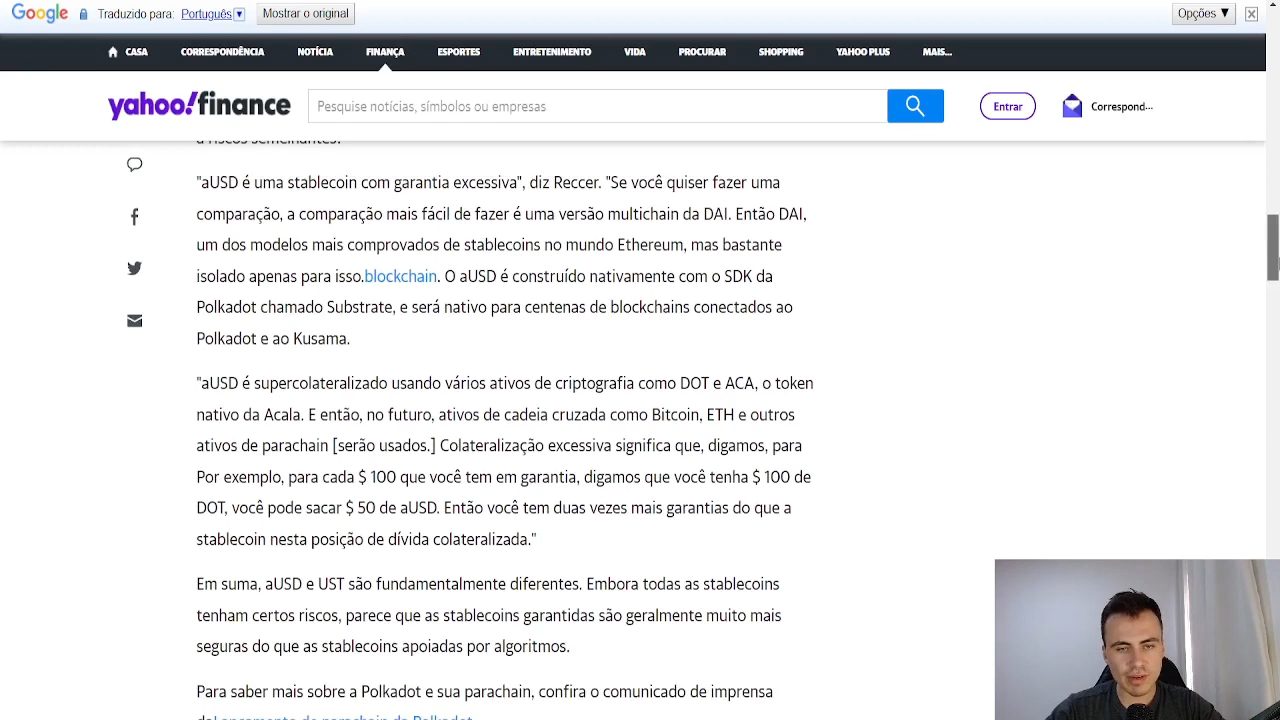 Google Traduzido para: Português Mostrar o original Opções
CASA CORRESPONDÊNCIA NOTÍCIA FINANÇA ESPORTES ENTRETENIMENTO VIDA PROCURAR SHOPPING YAHOO PLUS MAIS...
yahoo!finance Pesquise notícias, símbolos ou empresas Entrar Correspond...
a riscos semelhantes.
"aUSD é uma stablecoin com garantia excessiva", diz Reccer. "Se você quiser fazer uma
comparação, a comparação mais fácil de fazer é uma versão multichain da DAI. Então DAI,
um dos modelos mais comprovados de stablecoins no mundo Ethereum, mas bastante
isolado apenas para isso.blockchain. O aUSD é construído nativamente com o SDK da
Polkadot chamado Substrate, e será nativo para centenas de blockchains conectados ao
Polkadot e ao Kusama.
"aUSD é supercolateralizado usando vários ativos de criptografia como DOT e ACA, o token
nativo da Acala. E então, no futuro, ativos de cadeia cruzada como Bitcoin, ETH e outros
ativos de parachain [serão usados.] Colateralização excessiva significa que, digamos, para
Por exemplo, para cada $ 100 que você tem em garantia, digamos que você tenha $ 100 de
DOT, você pode sacar $ 50 de aUSD. Então você tem duas vezes mais garantias do que a
stablecoin nesta posição de dívida colateralizada."
Em suma, aUSD e UST são fundamentalmente diferentes. Embora todas as stablecoins
tenham certos riscos, parece que as stablecoins garantidas são geralmente muito mais
seguras do que as stablecoins apoiadas por algoritmos.
Para saber mais sobre a Polkadot e sua parachain, confira o comunicado de imprensa
daLançamento de parachain da Polkadot